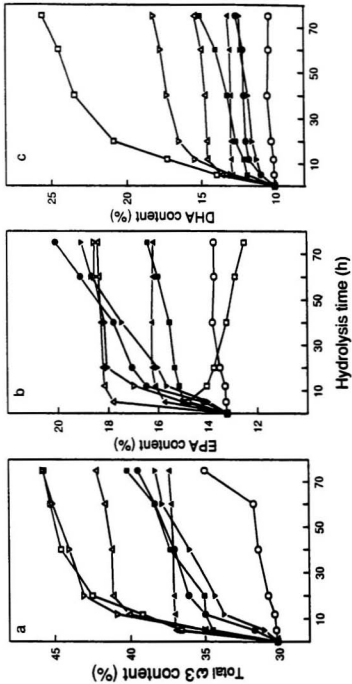 c
25
20
15
10
DHA content (%)
10 30 50 70
b
20
18
16
14
12
EPA content (%)
10 30 50 70
Hydrolysis time (h)
a
45
40
35
30
Total ω3 content (%)
10 30 50 70